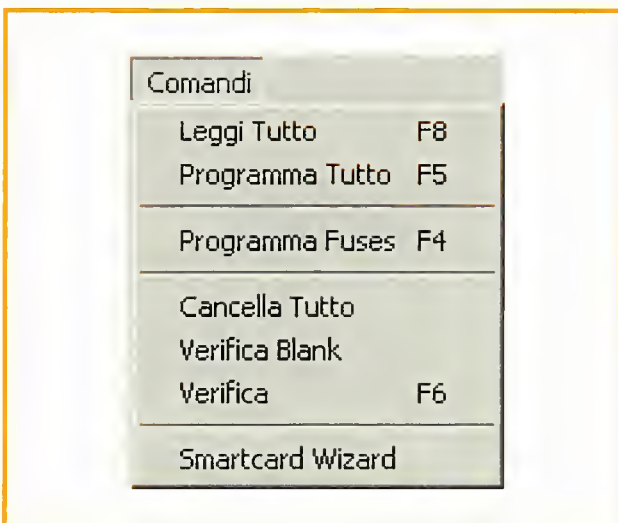 Comandi
Leggi Tutto F8
Programma Tutto F5
Programma Fuses F4
Cancella Tutto
Verifica Blank
Verifica F6
Smartcard Wizard